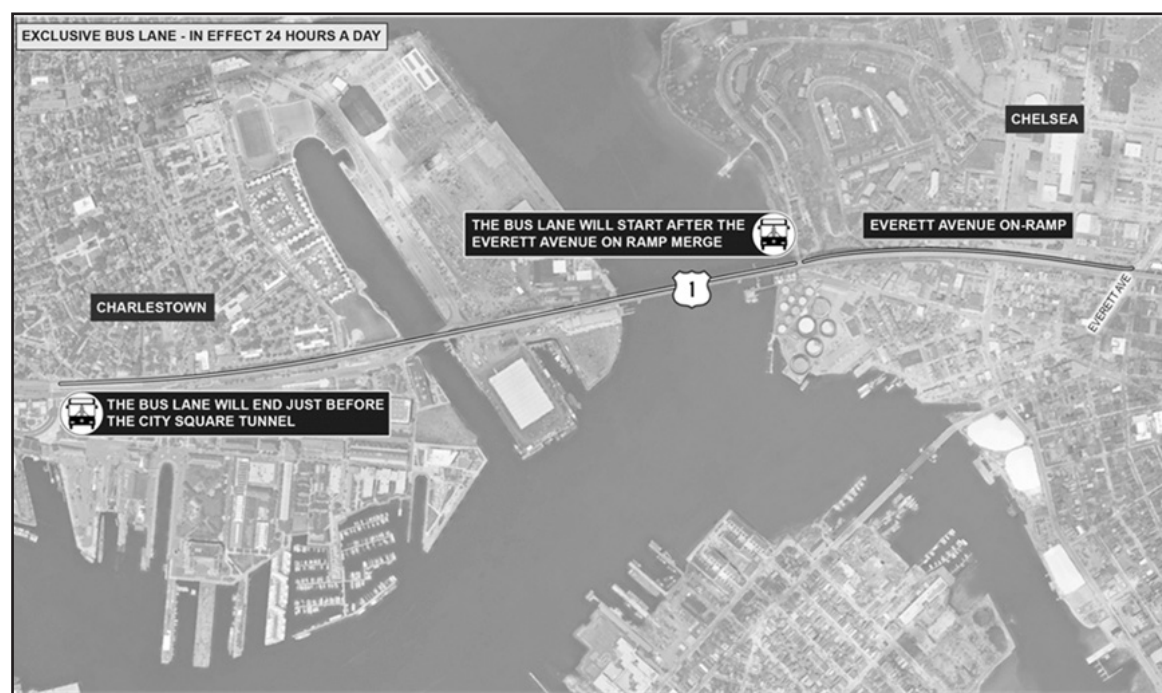 EXCLUSIVE BUS LANE - IN EFFECT 24 HOURS A DAY
CHELSEA
THE BUS LANE WILL START AFTER THE
EVERETT AVENUE ON RAMP MERGE
EVERETT AVENUE ON-RAMP
1
EVERETT AVE
CHARLESTOWN
THE BUS LANE WILL END JUST BEFORE
THE CITY SQUARE TUNNEL